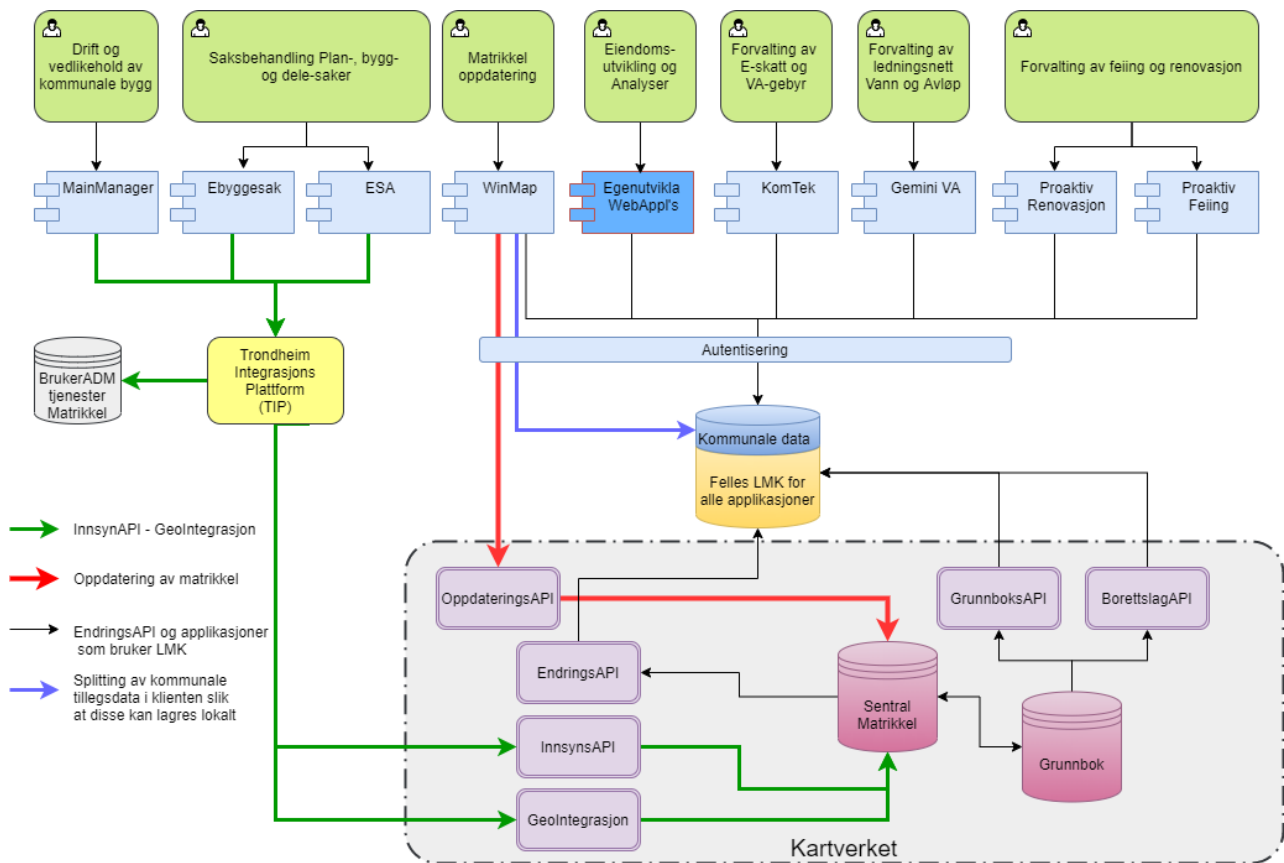 Drift og
vedlikehold av
kommunale bygg
Saksbehandling Plan-, bygg-
og dele-saker
Matrikkel
oppdatering
Eiendoms-
utvikling og
Analyser
Forvalting av
E-skatt og
VA-gebyr
Forvalting av
ledningsnett
Vann og Avløp
Forvalting av feiing og renovasjon
MainManager
Ebyggesak
ESA
WinMap
Egenutvikla
WebAppl's
KomTek
Gemini VA
Proaktiv
Renovasjon
Proaktiv
Feiing
Autentisering
Trondheim
Integrasjons
Plattform
(TIP)
BrukerADM
tjenester
Matrikkel
Kommunale data
Felles LMK for
alle applikasjoner
InnsynAPI - GeoIntegrasjon
Oppdatering av matrikkel
EndringsAPI og applikasjoner
som bruker LMK
Splitting av kommunale
tillegsdata i klienten slik
at disse kan lagres lokalt
OppdateringsAPI
GrunnboksAPI
BorettslagAPI
EndringsAPI
Sentral
Matrikkel
InnsynsAPI
Grunnbok
GeoIntegrasjon
Kartverket